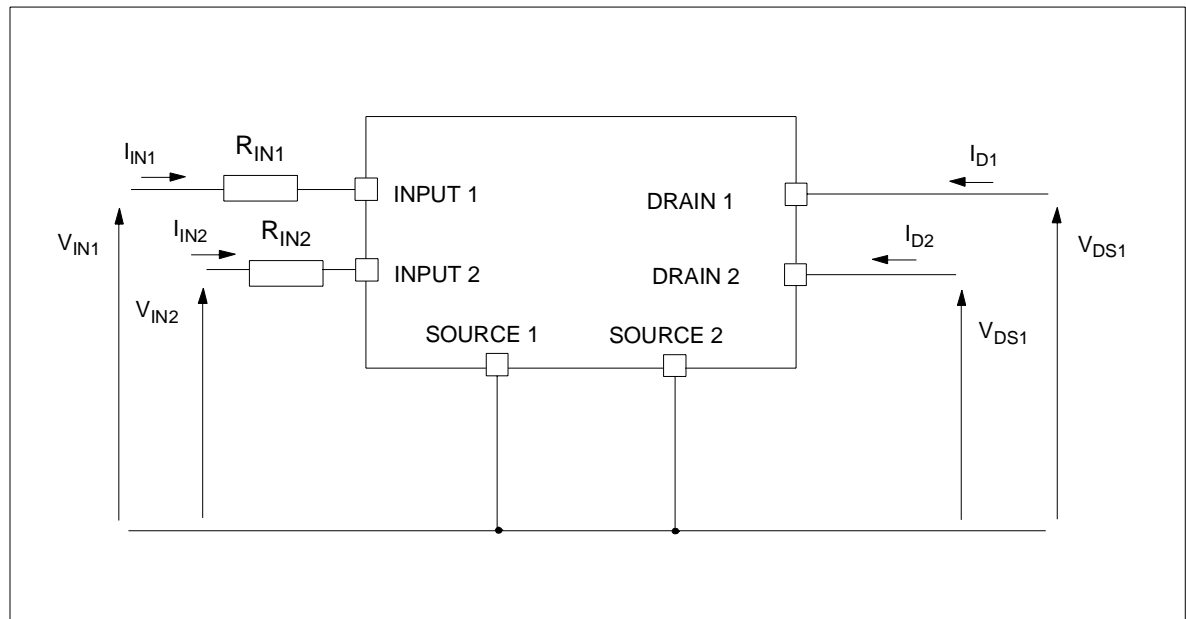 I_IN1
R_IN1
INPUT 1
DRAIN 1
I_D1
V_IN1
I_IN2
R_IN2
INPUT 2
DRAIN 2
I_D2
V_DS1
V_IN2
SOURCE 1
SOURCE 2
V_DS1